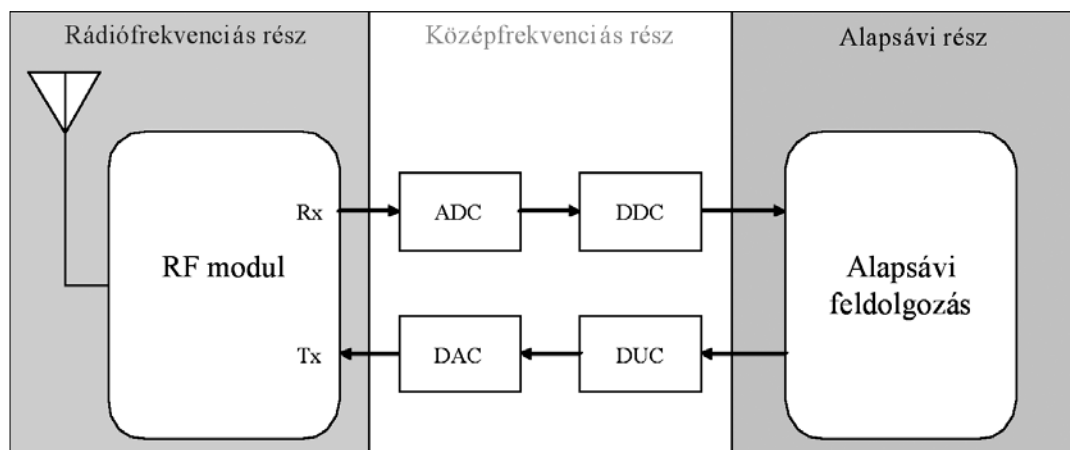 Rádiófrekvenciás rész
Középfrekvenciás rész
Alapsávi rész
Rx
ADC
DDC
RF modul
Alapsávi
feldolgozás
Tx
DAC
DUC